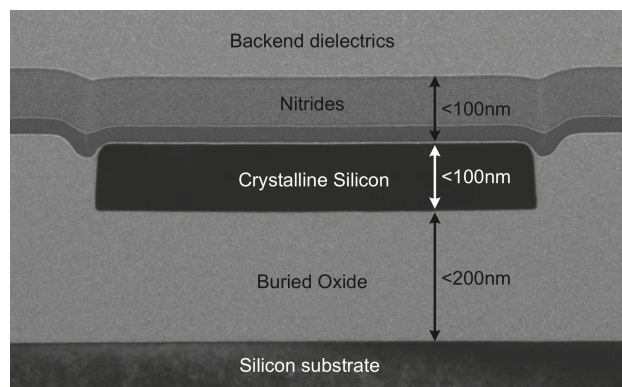 Backend dielectrics
Nitrides
<100nm
Crystalline Silicon
<100nm
Buried Oxide
<200nm
Silicon substrate